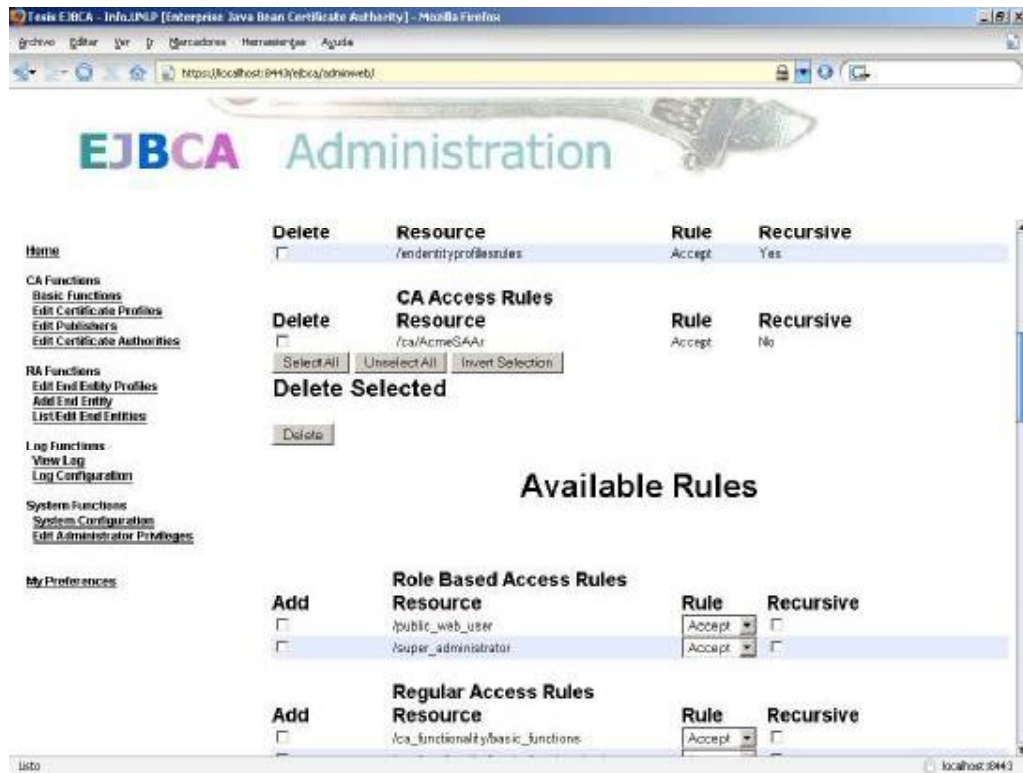 Tesis EJBCA - Info.UNLP [Enterprise Java Bean Certificate Authority] - Mozilla Firefox
Archivo Editar Ver Ir Marcadores Herramientas Ayuda
https://localhost:8443/ejbca/adminweb/
EJBCA Administration
Home
CA Functions
Basic Functions
Edit Certificate Profiles
Edit Publishers
Edit Certificate Authorities
RA Functions
Edit End Entity Profiles
Add End Entity
List/Edit End Entities
Log Functions
View Log
Log Configuration
System Functions
System Configuration
Edit Administrator Privileges
My Preferences
Delete Resource Rule Recursive
/endentityprofilesrules Accept Yes
CA Access Rules
Delete Resource Rule Recursive
/ca/AcmeSAAr Accept No
Select All Unselect All Invert Selection
Delete Selected
Delete
Available Rules
Role Based Access Rules
Add Resource Rule Recursive
/public_web_user Accept
/super_administrator Accept
Regular Access Rules
Add Resource Rule Recursive
/ca_functionality/basic_functions Accept
Listo localhost:8443